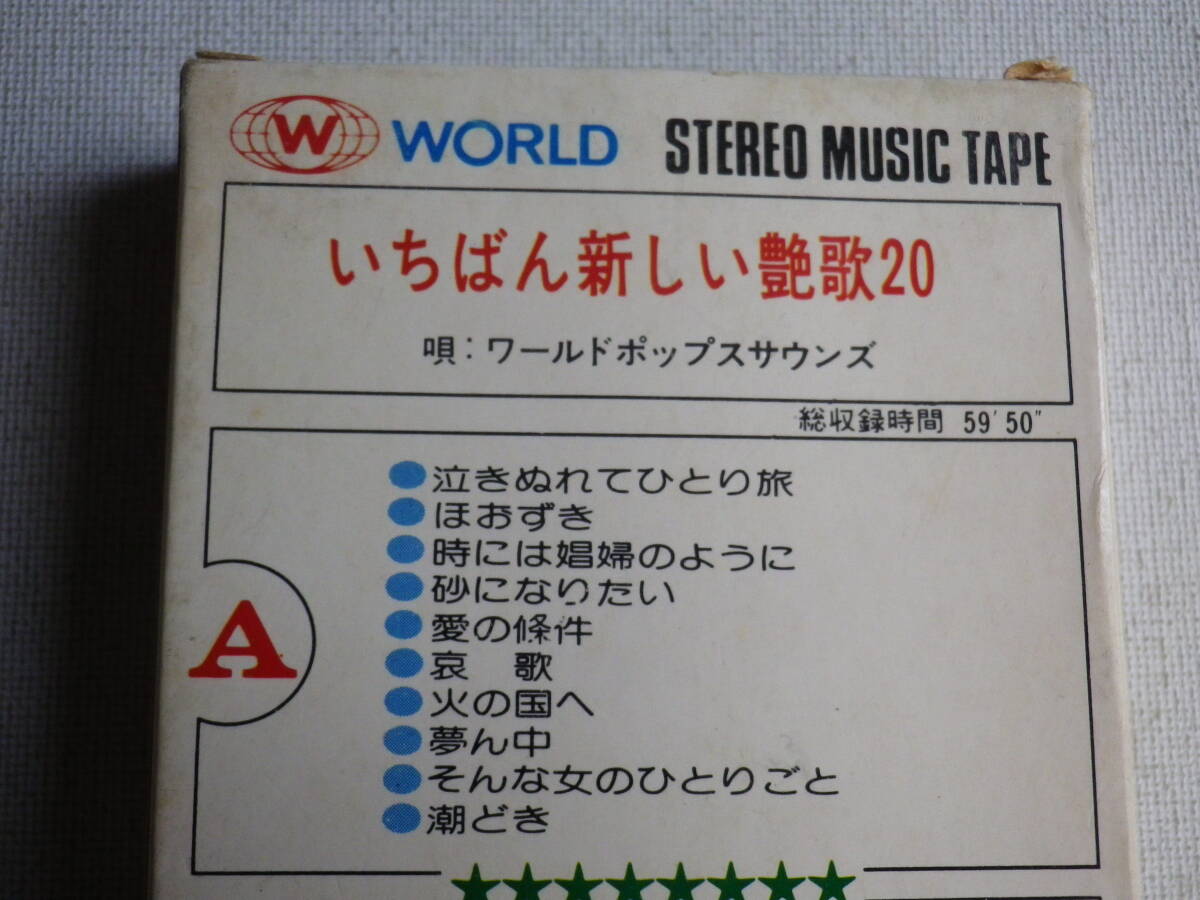 W WORLD STEREO MUSIC TAPE
いちばん新しい艶歌20
唄：ワールドポップスサウンズ
総収録時間 59'50"
A
●泣きぬれてひとり旅
●ほおずき
●時には娼婦のように
●砂になりたい
●愛の條件
●哀 歌
●火の国へ
●夢ん中
●そんな女のひとりごと
●潮どき